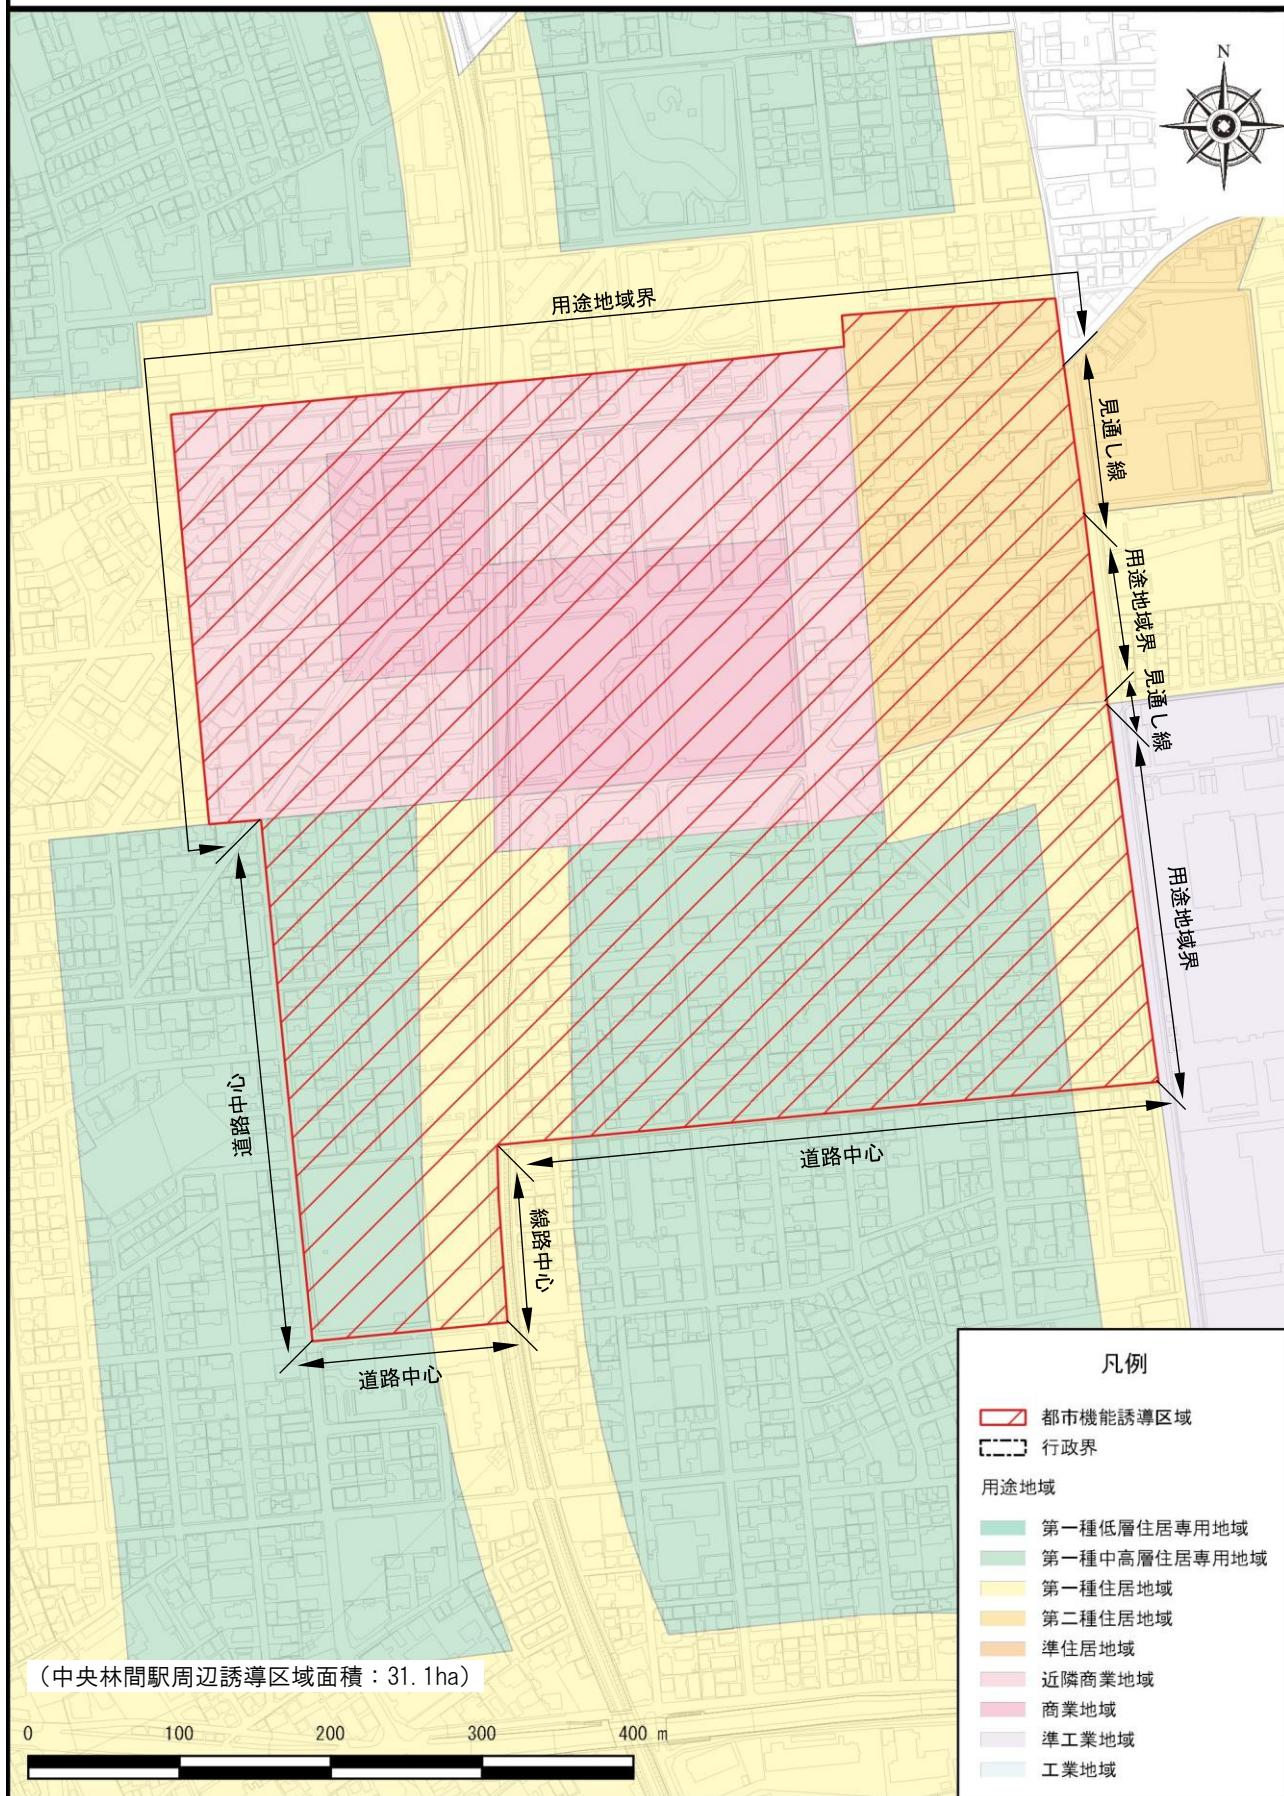 N
用途地域界
見通し線
用途地域界
見通し線
用途地域界
道路中心
道路中心
線路中心
道路中心
凡例
都市機能誘導区域
行政界
用途地域
第一種低層住居専用地域
第一種中高層住居専用地域
第一種住居地域
第二種住居地域
準住居地域
近隣商業地域
商業地域
準工業地域
工業地域
（中央林間駅周辺誘導区域面積：31.1ha）
0 100 200 300 400 m